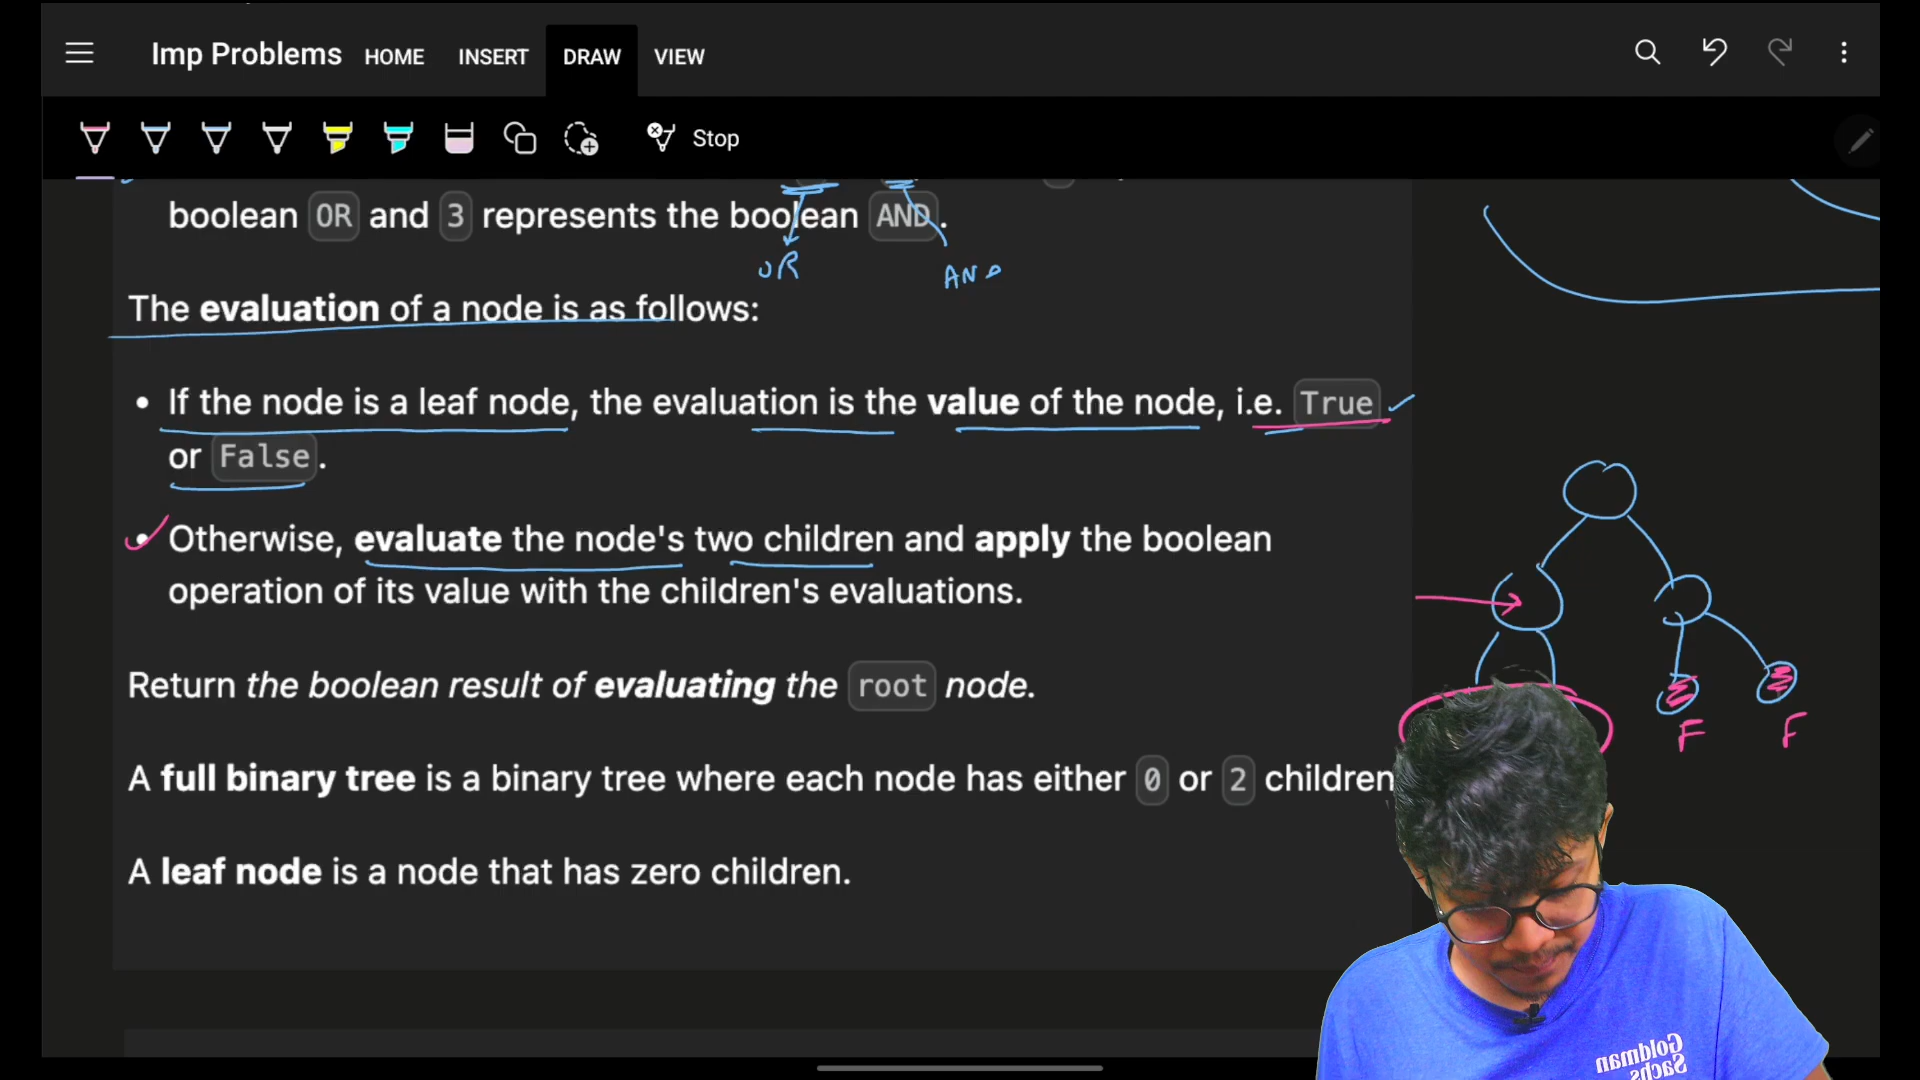 Imp Problems HOME INSERT DRAW VIEW
Stop
boolean OR and 3 represents the boolean AND.
OR AND
The evaluation of a node is as follows:
• If the node is a leaf node, the evaluation is the value of the node, i.e. True
or False.
• Otherwise, evaluate the node's two children and apply the boolean
operation of its value with the children's evaluations.
Return the boolean result of evaluating the root node.
F F
A full binary tree is a binary tree where each node has either 0 or 2 children
A leaf node is a node that has zero children.
Goldman
Sachs